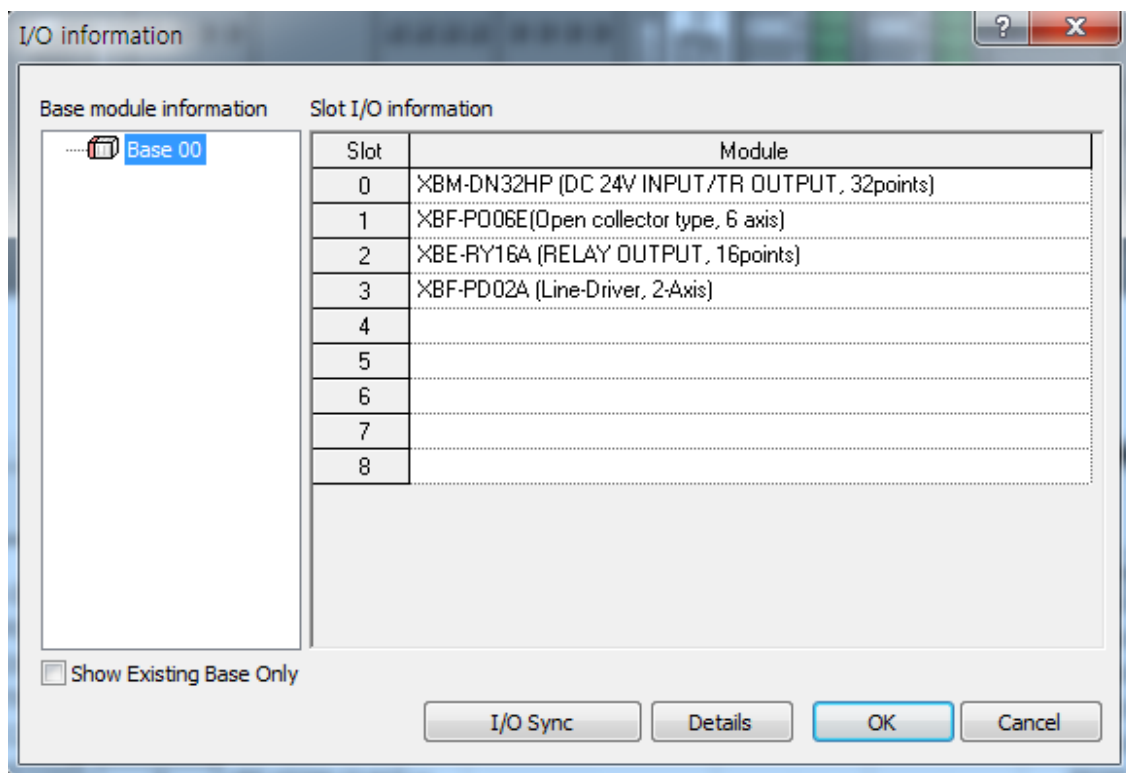 I/O information
Base module information
Slot I/O information
Base 00
Slot Module
0 XBM-DN32HP (DC 24V INPUT/TR OUTPUT, 32points)
1 XBF-PO06E(Open collector type, 6 axis)
2 XBE-RY16A (RELAY OUTPUT, 16points)
3 XBF-PD02A (Line-Driver, 2-Axis)
4
5
6
7
8
Show Existing Base Only
I/O Sync Details OK Cancel